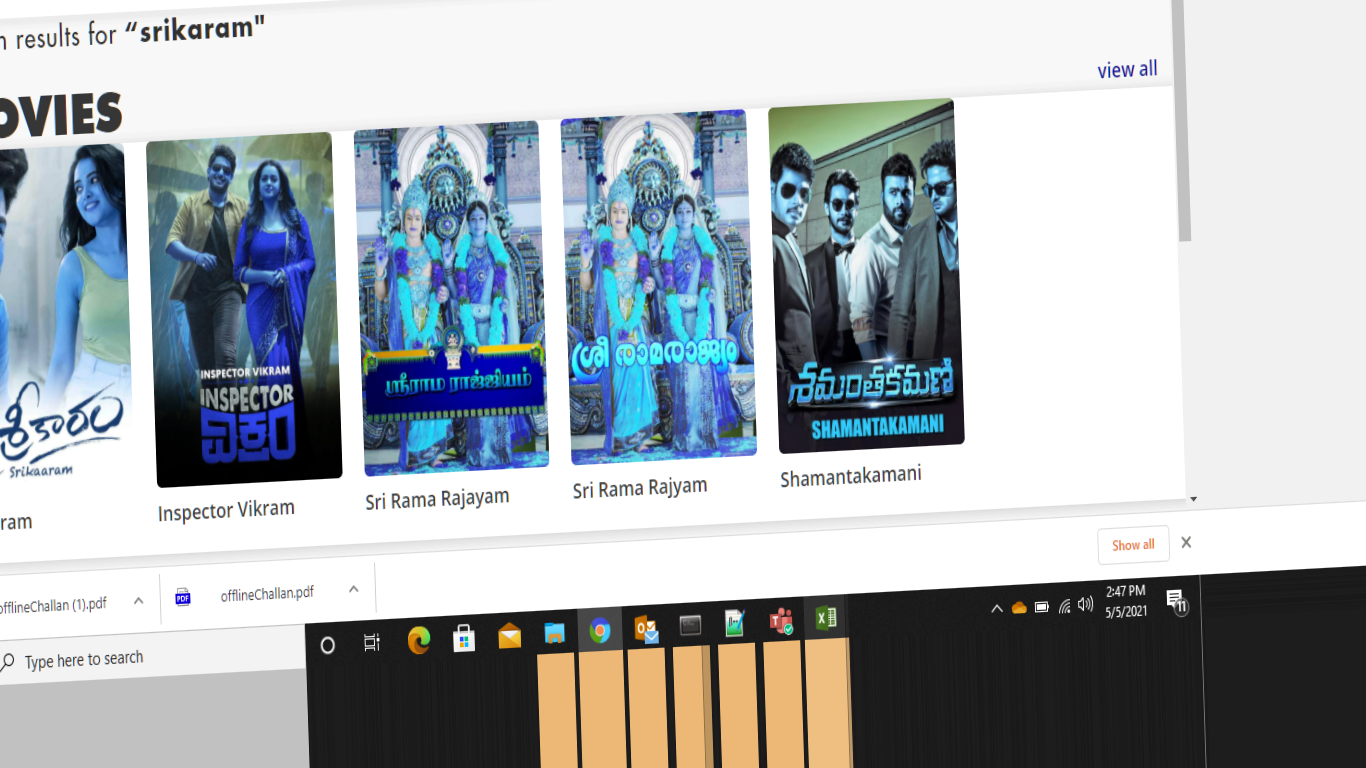 n results for “srikaram"
view all
OVIES
శ్రీకారం
Srikaaram
ram
INSPECTOR VIKRAM
INSPECTOR
విక్రం
Inspector Vikram
ஸ்ரீராம ராஜ்ஜியம்
Sri Rama Rajayam
ശ്രീ രാമരാജ്യം
Sri Rama Rajyam
శమంతకమణి
SHAMANTAKAMANI
Shamantakamani
Show all
offlineChallan (1).pdf
PDF
offlineChallan.pdf
2:47 PM
5/5/2021
11
Type here to search